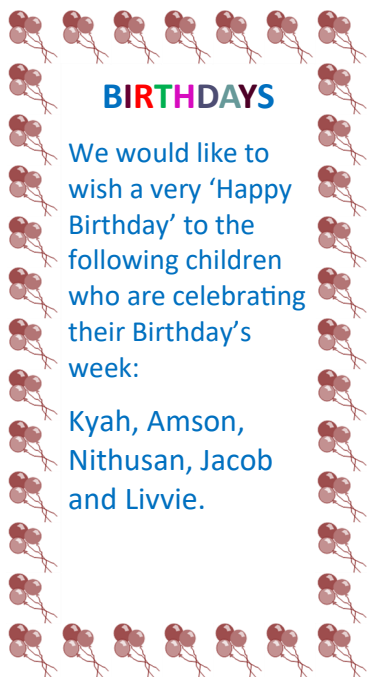 BIRTHDAYS
We would like to
wish a very ‘Happy
Birthday’ to the
following children
who are celebrating
their Birthday’s
week:
Kyah, Amson,
Nithusan, Jacob
and Livvie.